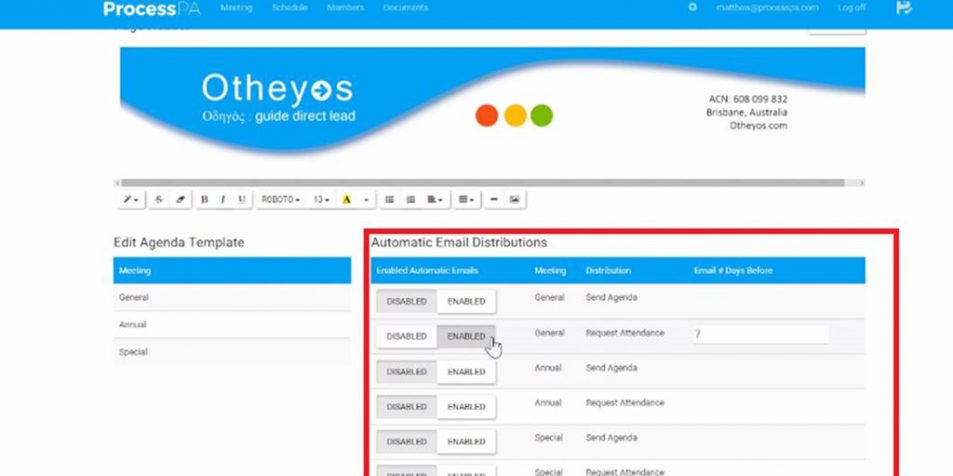 ProcessPA Meeting Schedule Members Documents matthew@processpa.com Log off
Page Header
Otheyos
Οδηγός : guide direct lead
ACN: 608 099 832
Brisbane, Australia
Otheyos.com
B I U ROBOTO 13 A
Edit Agenda Template
Meeting
General
Annual
Special
Automatic Email Distributions
Enabled Automatic Emails Meeting Distribution Email # Days Before
DISABLED ENABLED General Send Agenda
DISABLED ENABLED General Request Attendance 7
DISABLED ENABLED Annual Send Agenda
DISABLED ENABLED Annual Request Attendance
DISABLED ENABLED Special Send Agenda
DISABLED ENABLED Special Request Attendance